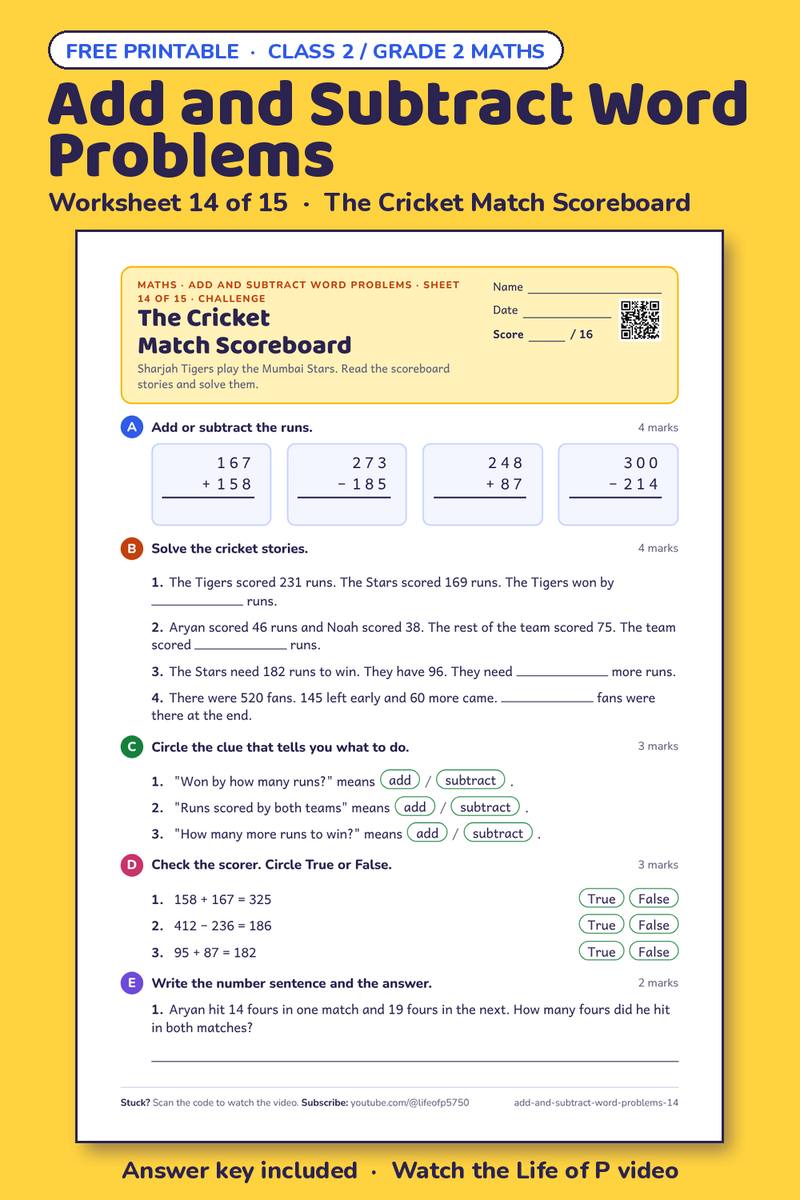 FREE PRINTABLE · CLASS 2 / GRADE 2 MATHS
Add and Subtract Word
Problems
Worksheet 14 of 15 · The Cricket Match Scoreboard
MATHS · ADD AND SUBTRACT WORD PROBLEMS · SHEET
14 OF 15 · CHALLENGE
The Cricket
Match Scoreboard
Sharjah Tigers play the Mumbai Stars. Read the scoreboard
stories and solve them.
Name ____________________
Date ____________________
Score ______ / 16
A Add or subtract the runs. 4 marks
167 273 248 300
+ 158 − 185 + 87 − 214
B Solve the cricket stories. 4 marks
1. The Tigers scored 231 runs. The Stars scored 169 runs. The Tigers won by
______________ runs.
2. Aryan scored 46 runs and Noah scored 38. The rest of the team scored 75. The team
scored ______________ runs.
3. The Stars need 182 runs to win. They have 96. They need ______________ more runs.
4. There were 520 fans. 145 left early and 60 more came. ______________ fans were
there at the end.
C Circle the clue that tells you what to do. 3 marks
1. "Won by how many runs?" means add / subtract .
2. "Runs scored by both teams" means add / subtract .
3. "How many more runs to win?" means add / subtract .
D Check the scorer. Circle True or False. 3 marks
1. 158 + 167 = 325 True False
2. 412 − 236 = 186 True False
3. 95 + 87 = 182 True False
E Write the number sentence and the answer. 2 marks
1. Aryan hit 14 fours in one match and 19 fours in the next. How many fours did he hit
in both matches?
Stuck? Scan the code to watch the video. Subscribe: youtube.com/@lifeofp5750 add-and-subtract-word-problems-14
Answer key included · Watch the Life of P video